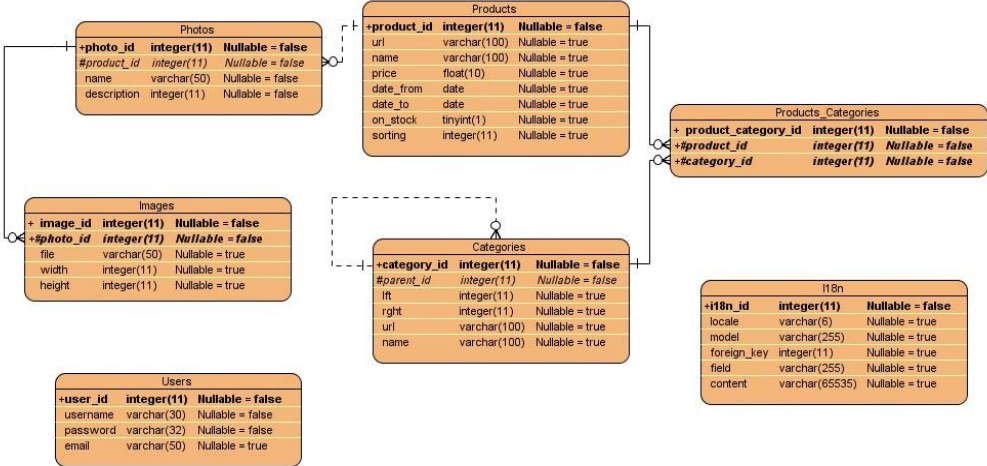 Photos
+photo_id integer(11) Nullable = false
#product_id integer(11) Nullable = false
name varchar(50) Nullable = false
description integer(11) Nullable = false
Products
+product_id integer(11) Nullable = false
url varchar(100) Nullable = true
name varchar(100) Nullable = true
price float(10) Nullable = true
date_from date Nullable = true
date_to date Nullable = true
on_stock tinyint(1) Nullable = true
sorting integer(11) Nullable = true
Products_Categories
+ product_category_id integer(11) Nullable = false
+#product_id integer(11) Nullable = false
+#category_id integer(11) Nullable = false
Images
+ image_id integer(11) Nullable = false
+#photo_id integer(11) Nullable = false
file varchar(50) Nullable = true
width integer(11) Nullable = true
height integer(11) Nullable = true
Categories
+category_id integer(11) Nullable = false
#parent_id integer(11) Nullable = false
lft integer(11) Nullable = true
rght integer(11) Nullable = true
url varchar(100) Nullable = true
name varchar(100) Nullable = true
I18n
+i18n_id integer(11) Nullable = false
locale varchar(6) Nullable = true
model varchar(255) Nullable = true
foreign_key integer(11) Nullable = true
field varchar(255) Nullable = true
content varchar(65535) Nullable = true
Users
+user_id integer(11) Nullable = false
username varchar(30) Nullable = false
password varchar(32) Nullable = false
email varchar(50) Nullable = true